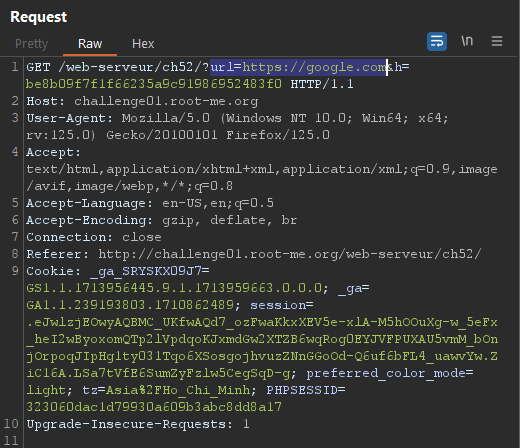 Request
Pretty Raw Hex \n
1 GET /web-serveur/ch52/?url=https://google.com&h=
be8b09f7f1f66235a9c91986952483f0 HTTP/1.1
2 Host: challenge01.root-me.org
3 User-Agent: Mozilla/5.0 (Windows NT 10.0; Win64; x64;
rv:125.0) Gecko/20100101 Firefox/125.0
4 Accept:
text/html,application/xhtml+xml,application/xml;q=0.9,image
/avif,image/webp,*/*;q=0.8
5 Accept-Language: en-US,en;q=0.5
6 Accept-Encoding: gzip, deflate, br
7 Connection: close
8 Referer: http://challenge01.root-me.org/web-serveur/ch52/
9 Cookie: _ga_SRYSKX09J7=
GS1.1.1713956445.9.1.1713959663.0.0.0; _ga=
GA1.1.239193803.1710862489; session=
.eJwlzjEOwyAQBMC_UKfwAQd7_ozFwaKkxXEV5e-xlA-M5hOOuXg-w_5eFx
_heI2wByoxomQTp2lVpdqoKJxmdGw2XTZB6wqRog0EYJVFPUXAU5vmM_bOn
jOrpoqJIpHg1ty031Tqo6XSosgojhvuzZNnGGoOd-Q6uf6bFL4_uawvYw.Z
iC16A.LSa7tVfE6SumZyFzlw5CegSqD-g; preferred_color_mode=
light; tz=Asia%2FHo_Chi_Minh; PHPSESSID=
323060dac1d79930a609b3abc8dd8a17
10 Upgrade-Insecure-Requests: 1
11